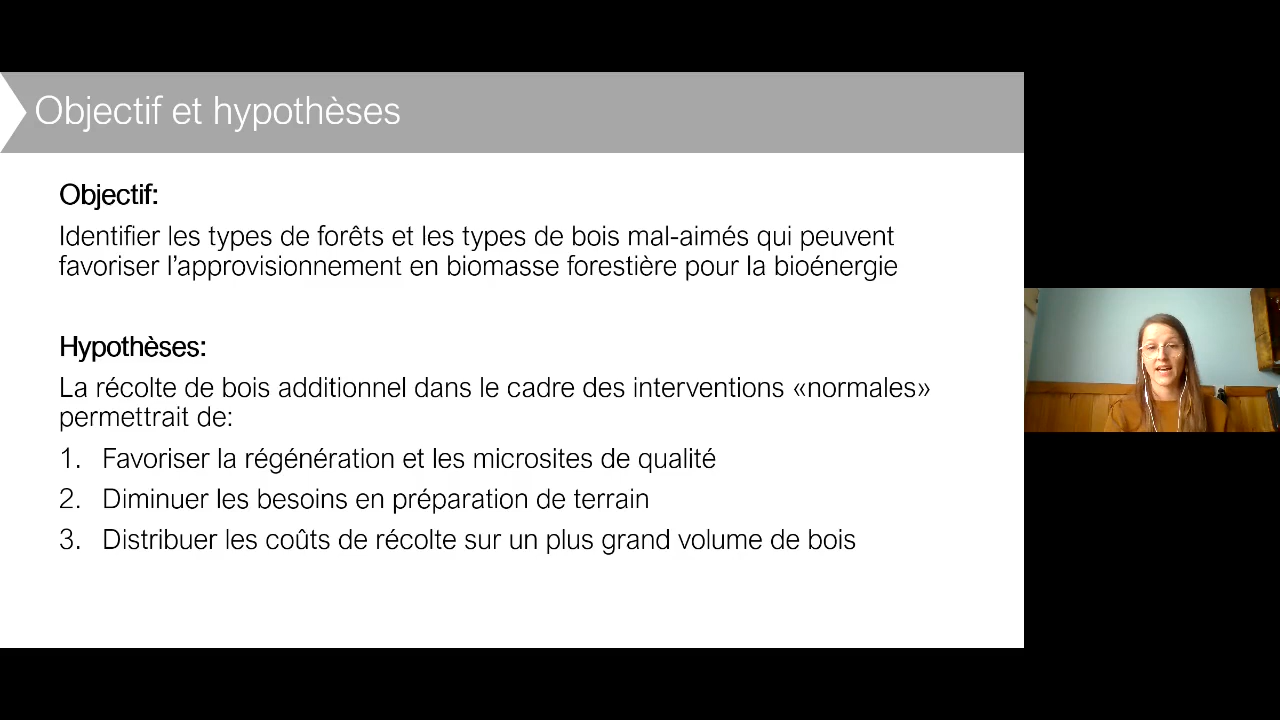 Objectif et hypothèses
Objectif:
Identifier les types de forêts et les types de bois mal-aimés qui peuvent
favoriser l’approvisionnement en biomasse forestière pour la bioénergie
Hypothèses:
La récolte de bois additionnel dans le cadre des interventions «normales»
permettrait de:
1. Favoriser la régénération et les microsites de qualité
2. Diminuer les besoins en préparation de terrain
3. Distribuer les coûts de récolte sur un plus grand volume de bois